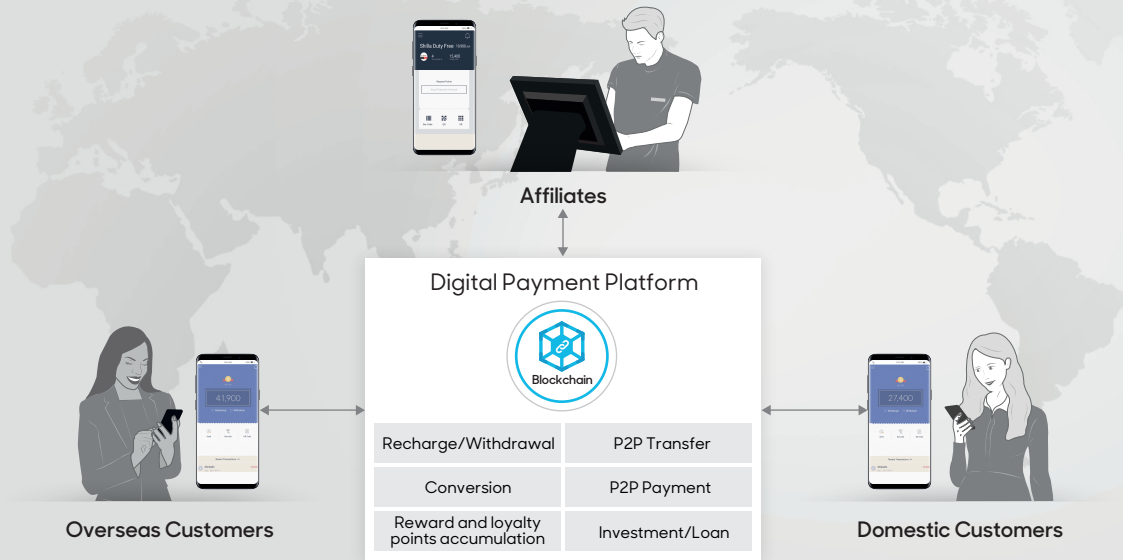 Shilla Duty Free
Affiliates
Digital Payment Platform
Blockchain
41,900
27,400
Recharge/Withdrawal
P2P Transfer
Conversion
P2P Payment
Reward and loyalty
points accumulation
Investment/Loan
Overseas Customers
Domestic Customers